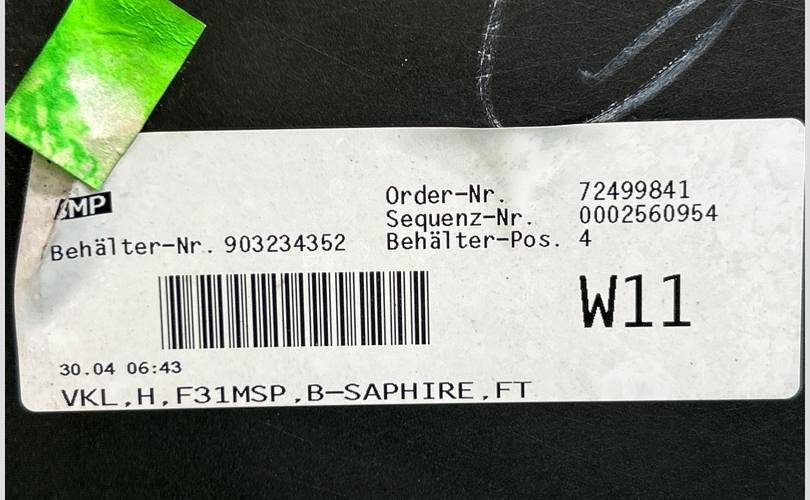 Order-Nr. 72499841
Sequenz-Nr. 0002560954
Behälter-Nr. 903234352 Behälter-Pos. 4
W11
30.04 06:43
VKL,H,F31MSP,B-SAPHIRE,FT